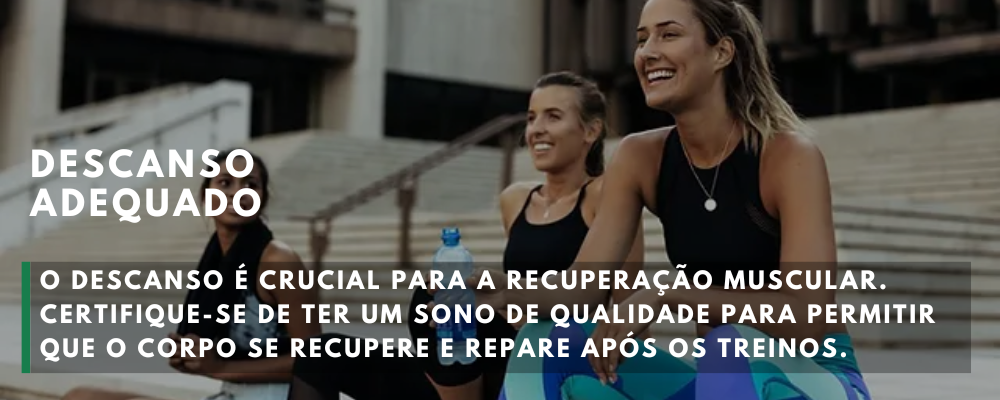 DESCANSO
ADEQUADO
O DESCANSO É CRUCIAL PARA A RECUPERAÇÃO MUSCULAR.
CERTIFIQUE-SE DE TER UM SONO DE QUALIDADE PARA PERMITIR
QUE O CORPO SE RECUPERE E REPARE APÓS OS TREINOS.